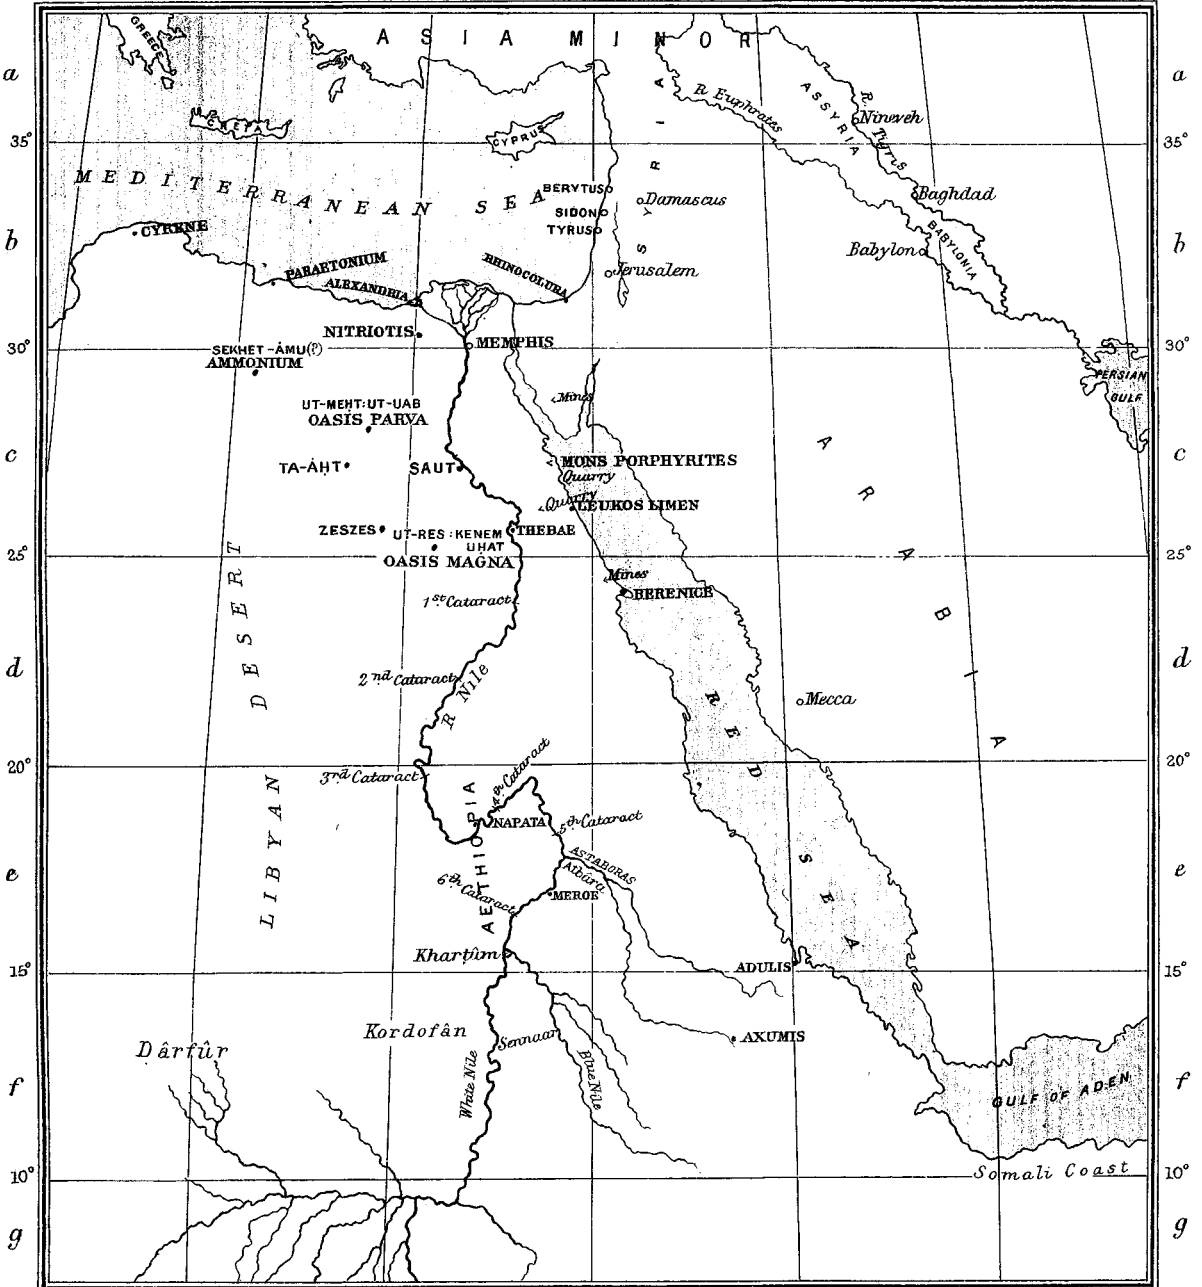 GREECE
ASIA MINOR
a
a
R Euphrates
ASSYRIA
R. Tigris
Nineveh
CRETA
CYPRUS
35°
35°
MEDITERRANEAN SEA
SYRIA
BERYTUS
Damascus
Baghdad
SIDON
TYRUS
CYRENE
b
b
Babylon
BABYLONIA
PARAETONIUM
RHINOCOLURA
Jerusalem
ALEXANDRIA
NITRIOTIS
MEMPHIS
30°
30°
SEKHET-ÀMU(?)
AMMONIUM
PERSIAN
GULF
Mines
UT-MEHT:UT-UAB
OASIS PARVA
ARABIA
c
c
TA-ÀḤT
SAUT
MONS PORPHYRITES
Quarry
Quarry
LEUKOS LIMEN
ZESZES
UT-RES:KENEM
UHAT
THEBAE
OASIS MAGNA
25°
25°
Mines
BERENICE
1st Cataract
LIBYAN DESERT
d
d
2nd Cataract
R Nile
Mecca
RED SEA
20°
20°
3rd Cataract
4th Cataract
AETHIOPIA
NAPATA
5th Cataract
ASTABORAS
Atbâra
e
e
6th Cataract
MEROE
Kharṭûm
ADULIS
15°
15°
Kordofân
Sennaar
AXUMIS
Dârfûr
White Nile
Blue Nile
f
f
GULF OF ADEN
Somali Coast
10°
10°
g
g